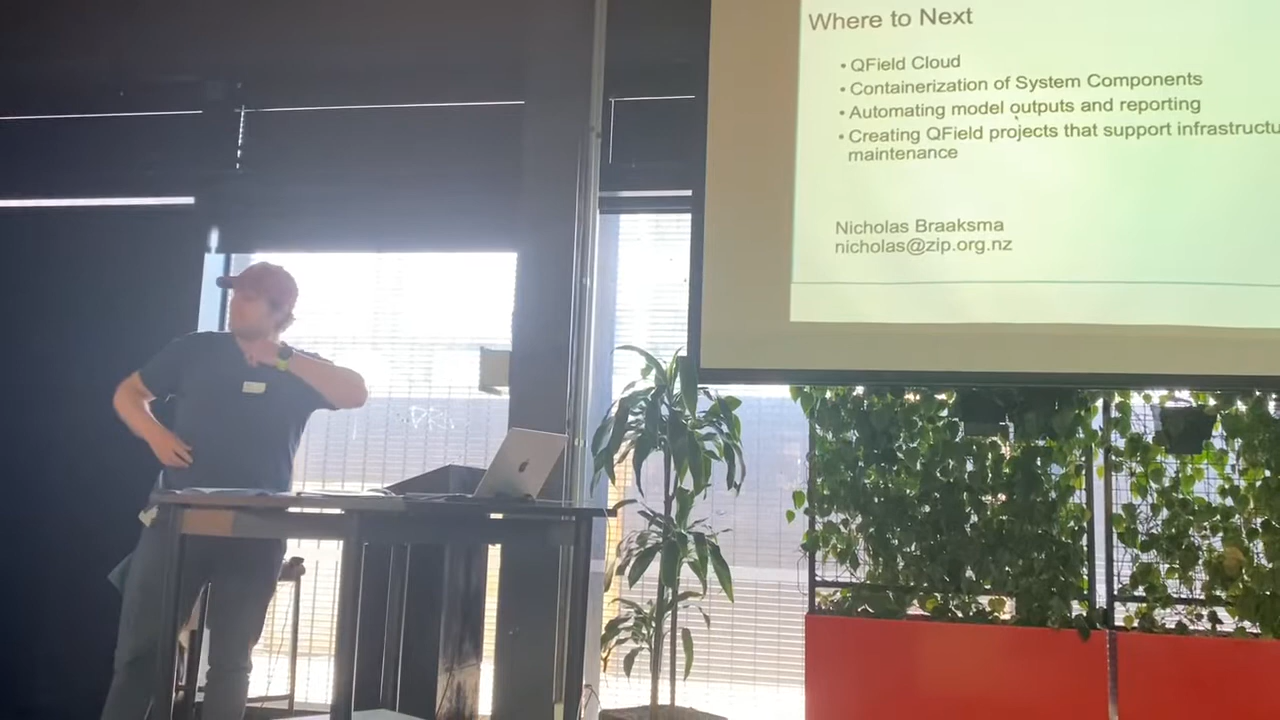 Where to Next
• QField Cloud
• Containerization of System Components
• Automating model outputs and reporting
• Creating QField projects that support infrastructu
maintenance
Nicholas Braaksma
nicholas@zip.org.nz